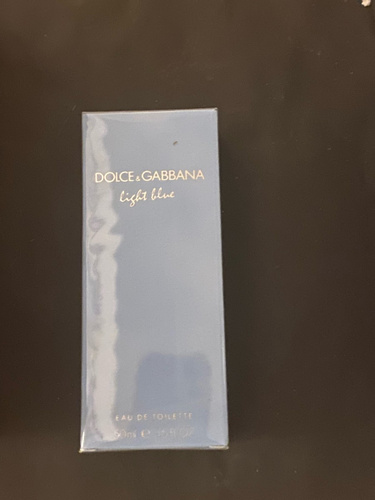 DOLCE & GABBANA
light blue
EAU DE TOILETTE